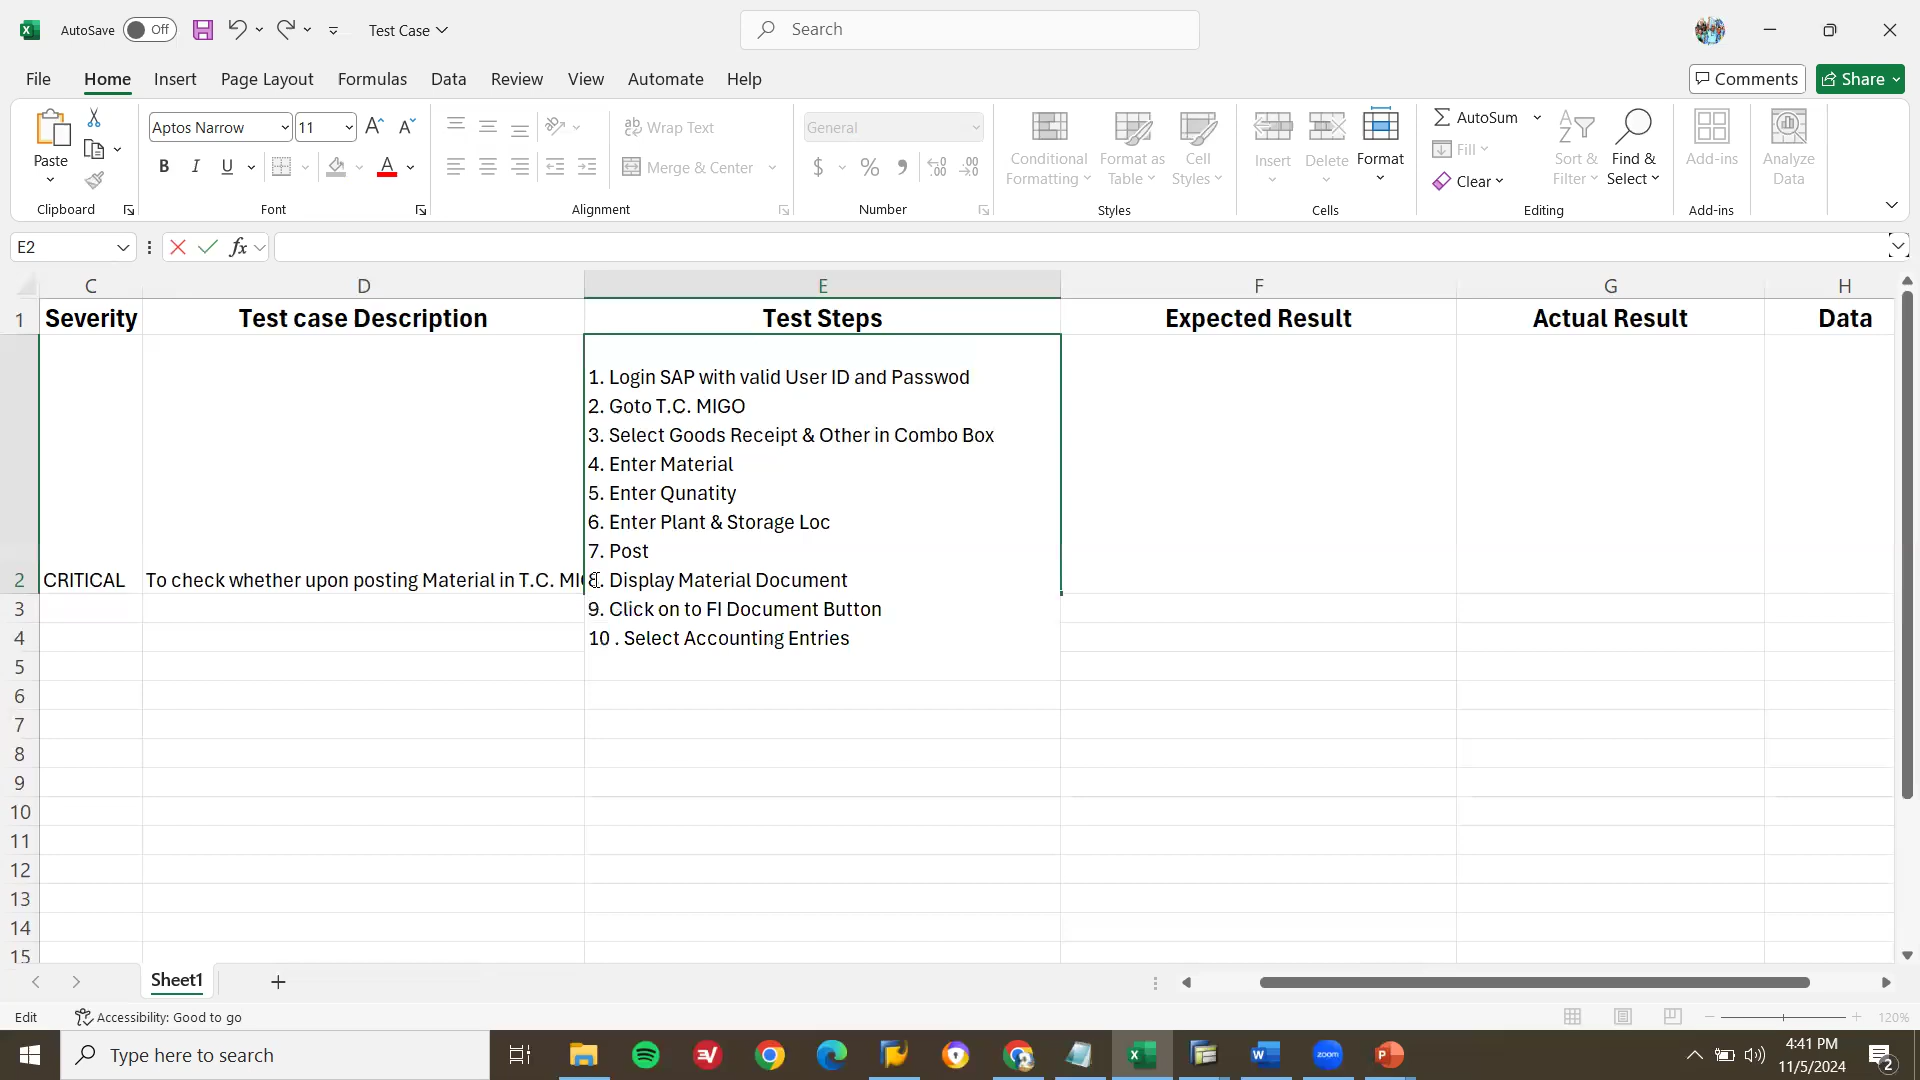 AutoSave Off Test Case Search
File Home Insert Page Layout Formulas Data Review View Automate Help Comments Share
Paste
Clipboard
Aptos Narrow 11
B I U A
Font
ab Wrap Text
Merge & Center
Alignment
General
$ % ,
Number
Conditional Formatting
Format as Table
Cell Styles
Styles
Insert Delete Format
Cells
AutoSum
Fill
Clear
Sort & Filter
Find & Select
Editing
Add-ins
Add-ins
Analyze Data
E2 fx
C D E F G H
1 Severity Test case Description Test Steps Expected Result Actual Result Data
1. Login SAP with valid User ID and Passwod
2. Goto T.C. MIGO
3. Select Goods Receipt & Other in Combo Box
4. Enter Material
5. Enter Qunatity
6. Enter Plant & Storage Loc
7. Post
2 CRITICAL To check whether upon posting Material in T.C. MI 8. Display Material Document
3 9. Click on to FI Document Button
4 10 . Select Accounting Entries
5
6
7
8
9
10
11
12
13
14
15
Sheet1
Edit Accessibility: Good to go 120%
Type here to search zoom 4:41 PM
11/5/2024 2